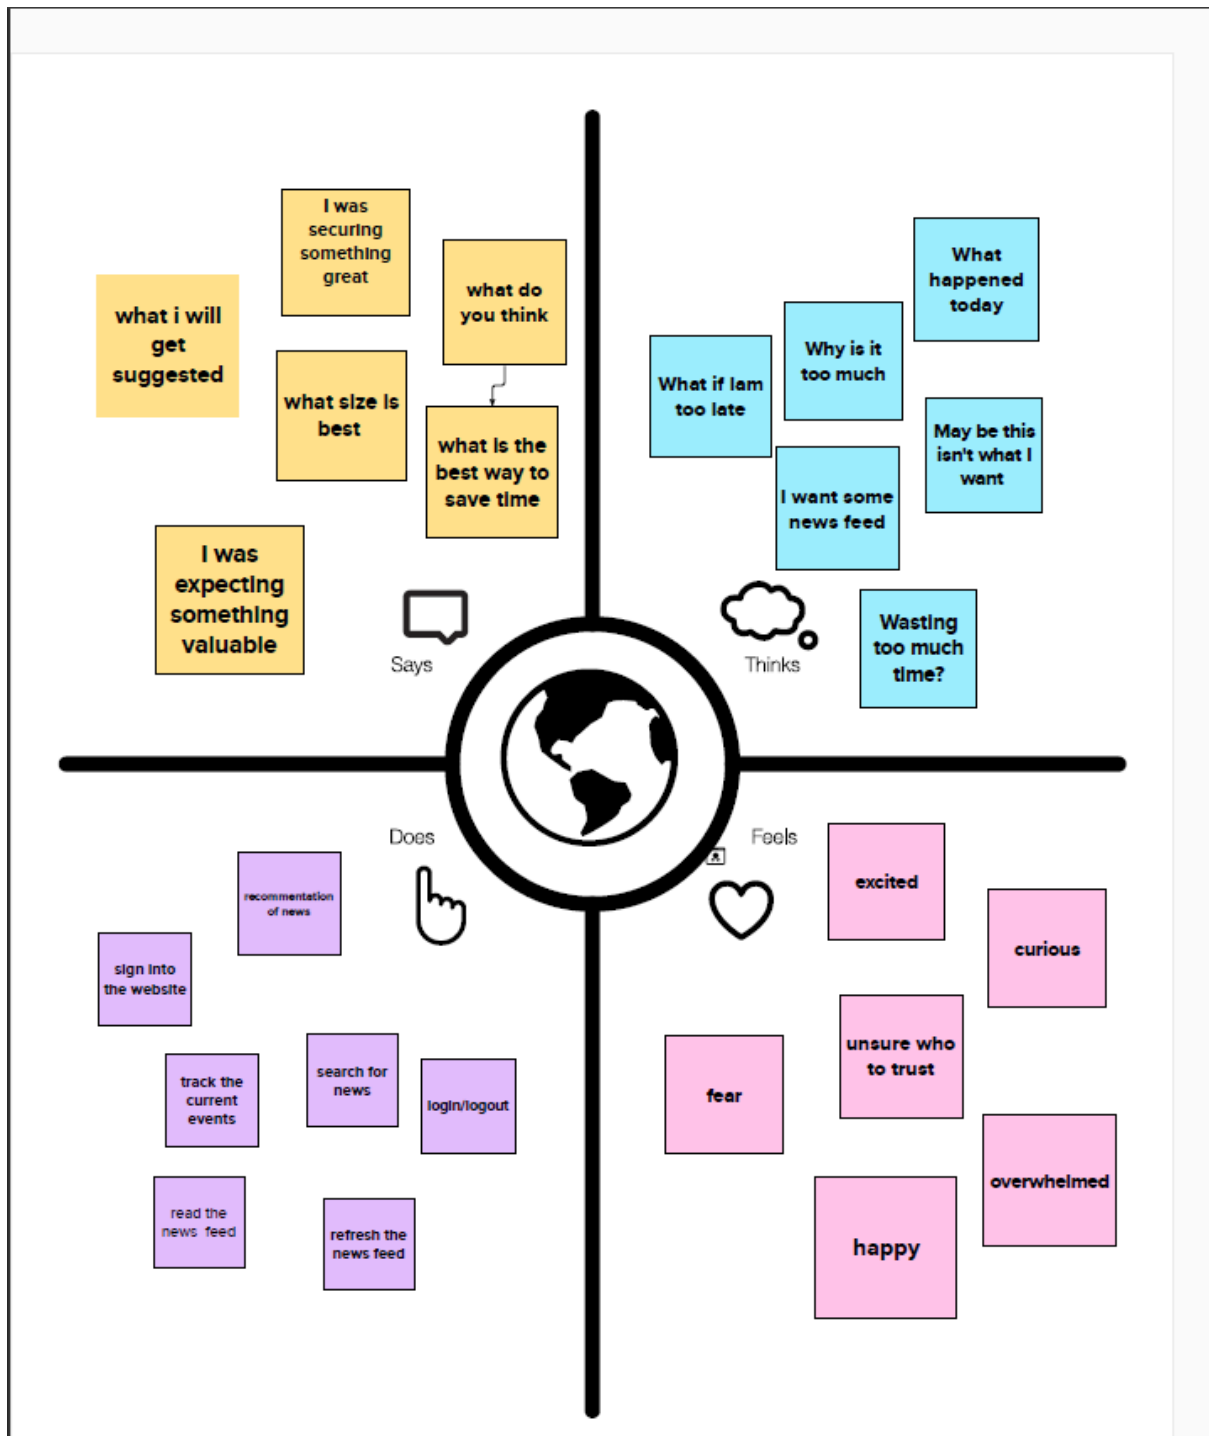 I was
securing
something
great
what do
you think
what i will
get
suggested
what size is
best
what is the
best way to
save time
I was
expecting
something
valuable
Says
What
happened
today
Why is it
too much
What if Iam
too late
May be this
isn't what I
want
I want some
news feed
Wasting
too much
time?
Thinks
Does
recommentation
of news
sign into
the website
search for
news
track the
current
events
login/logout
read the
news feed
refresh the
news feed
Feels
excited
curious
unsure who
to trust
fear
overwhelmed
happy